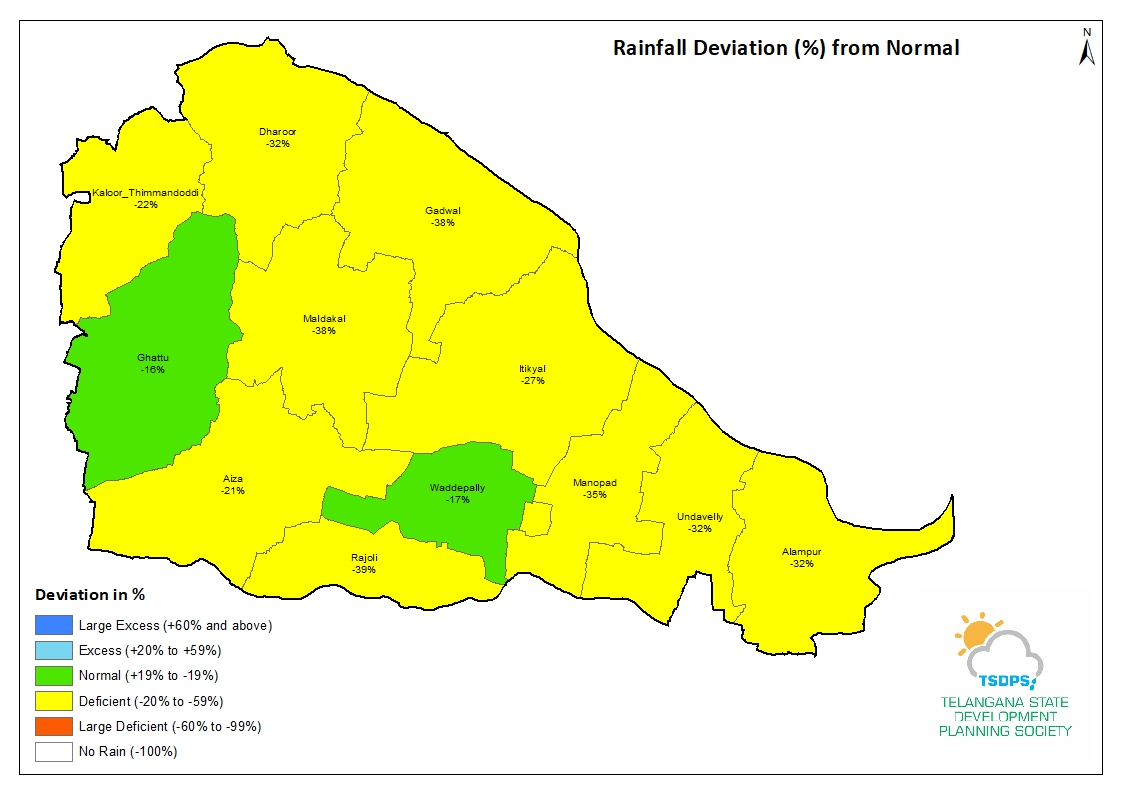 Rainfall Deviation (%) from Normal
N
Dharoor
-32%
Kaloor_Thimmandoddi
-22%
Gadwal
-38%
Maldakal
-38%
Ghattu
-16%
Itikyal
-27%
Aiza
-21%
Waddepally
-17%
Manopad
-35%
Undavelly
-32%
Alampur
-32%
Rajoli
-39%
Deviation in %
Large Excess (+60% and above)
Excess (+20% to +59%)
Normal (+19% to -19%)
Deficient (-20% to -59%)
Large Deficient (-60% to -99%)
No Rain (-100%)
TSDPS
TELANGANA STATE
DEVELOPMENT
PLANNING SOCIETY